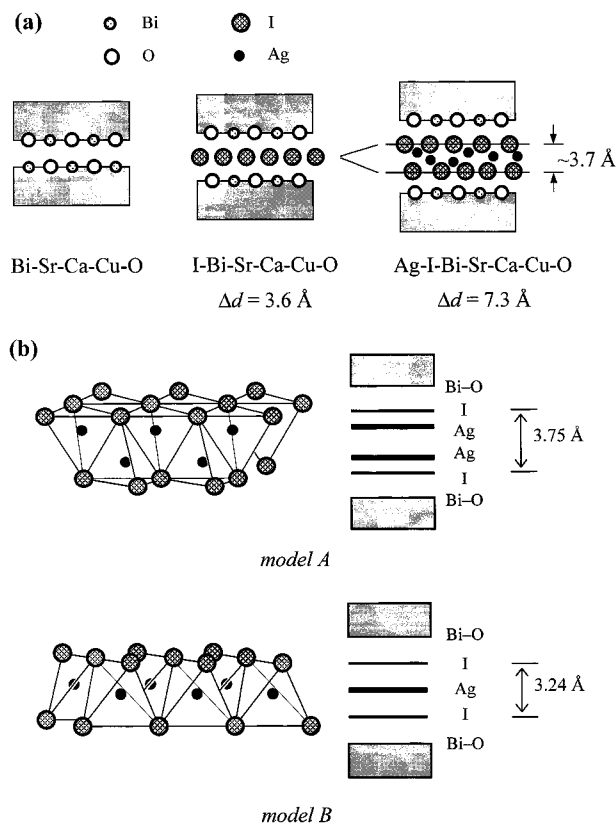 (a)
Bi
I
O
Ag
~3.7 Å
Bi-Sr-Ca-Cu-O
I-Bi-Sr-Ca-Cu-O
Ag-I-Bi-Sr-Ca-Cu-O
Δd = 3.6 Å
Δd = 7.3 Å
(b)
Bi–O
I
Ag
3.75 Å
Ag
I
Bi–O
model A
Bi–O
I
Ag
3.24 Å
I
Bi–O
model B